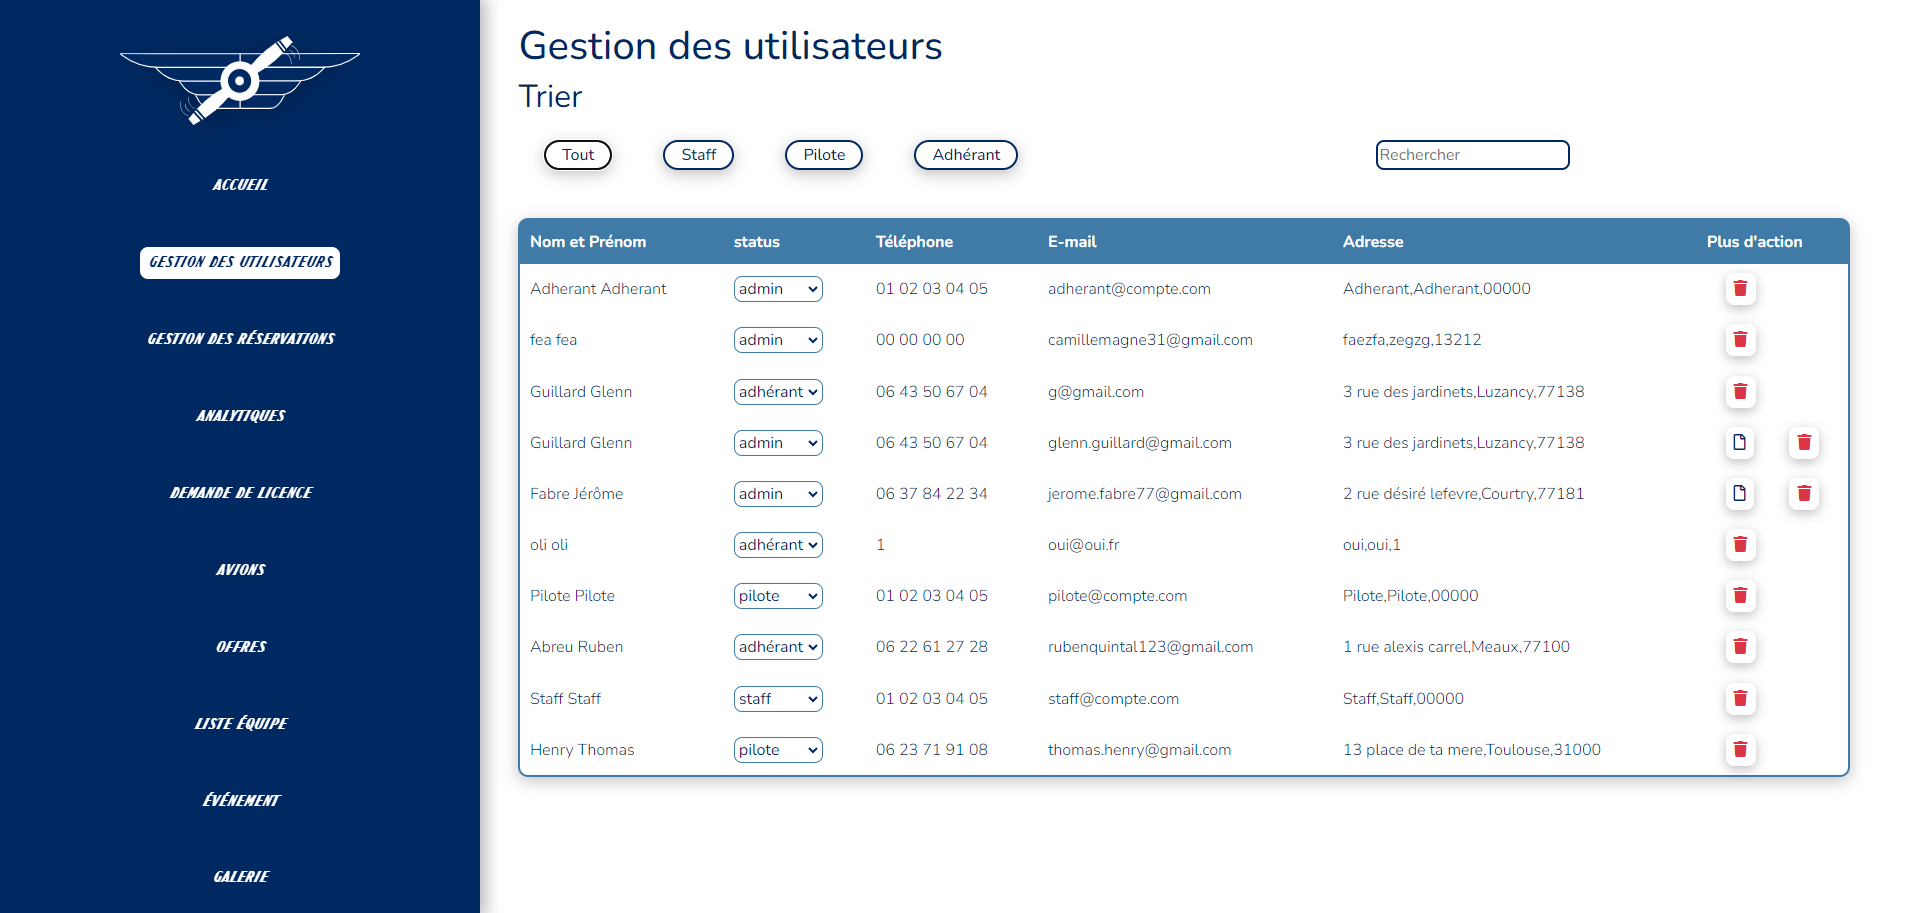 ACCUEIL
GESTION DES UTILISATEURS
GESTION DES RÉSERVATIONS
ANALYTIQUES
DEMANDE DE LICENCE
AVIONS
OFFRES
LISTE ÉQUIPE
ÉVÉNEMENT
GALERIE
Gestion des utilisateurs
Trier
Tout Staff Pilote Adhérant Rechercher
Nom et Prénom status Téléphone E-mail Adresse Plus d'action
Adherant Adherant admin 01 02 03 04 05 adherant@compte.com Adherant,Adherant,00000
fea fea admin 00 00 00 00 camillemagne31@gmail.com faezfa,zegzg,13212
Guillard Glenn adhérant 06 43 50 67 04 g@gmail.com 3 rue des jardinets,Luzancy,77138
Guillard Glenn admin 06 43 50 67 04 glenn.guillard@gmail.com 3 rue des jardinets,Luzancy,77138
Fabre Jérôme admin 06 37 84 22 34 jerome.fabre77@gmail.com 2 rue désiré lefevre,Courtry,77181
oli oli adhérant 1 oui@oui.fr oui,oui,1
Pilote Pilote pilote 01 02 03 04 05 pilote@compte.com Pilote,Pilote,00000
Abreu Ruben adhérant 06 22 61 27 28 rubenquintal123@gmail.com 1 rue alexis carrel,Meaux,77100
Staff Staff staff 01 02 03 04 05 staff@compte.com Staff,Staff,00000
Henry Thomas pilote 06 23 71 91 08 thomas.henry@gmail.com 13 place de ta mere,Toulouse,31000